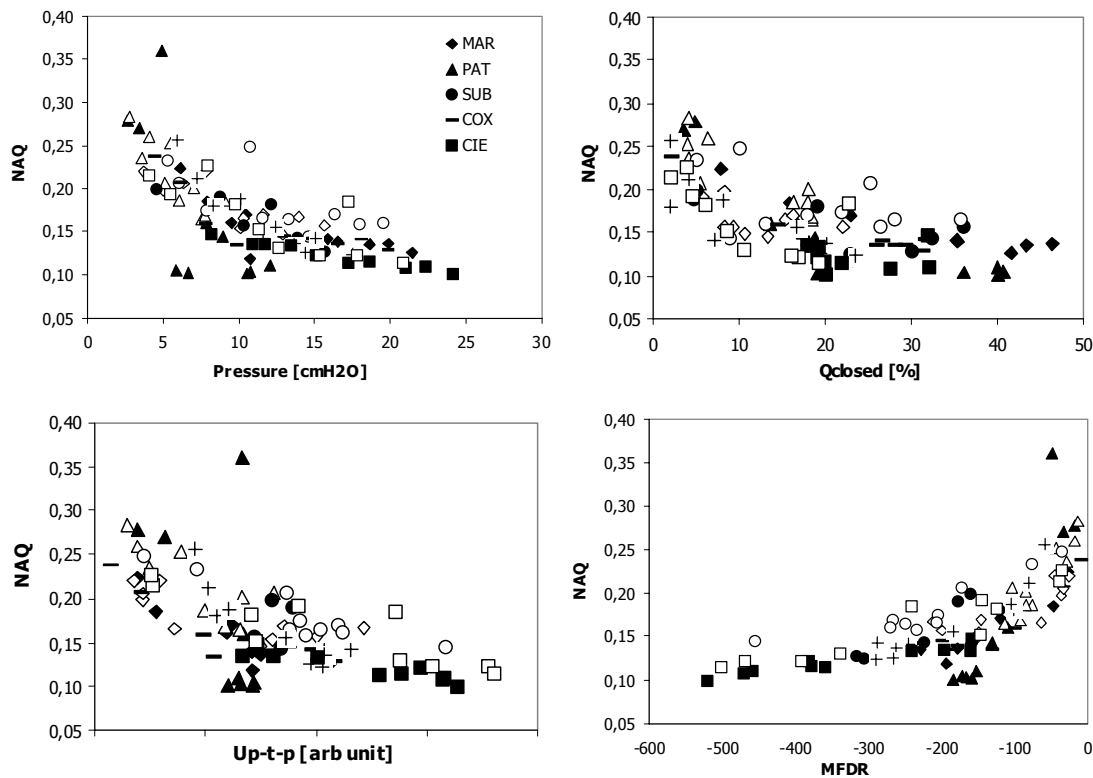 0,40
0,35
0,30
0,25
0,20
0,15
0,10
0,05
NAQ
0 5 10 15 20 25 30
Pressure [cmH2O]
MAR
PAT
SUB
COX
CIE
0,40
0,35
0,30
0,25
0,20
0,15
0,10
0,05
NAQ
0 10 20 30 40 50
Qclosed [%]
0,40
0,35
0,30
0,25
0,20
0,15
0,10
0,05
NAQ
Up-t-p [arb unit]
0,40
0,35
0,30
0,25
0,20
0,15
0,10
0,05
NAQ
-600 -500 -400 -300 -200 -100 0
MFDR